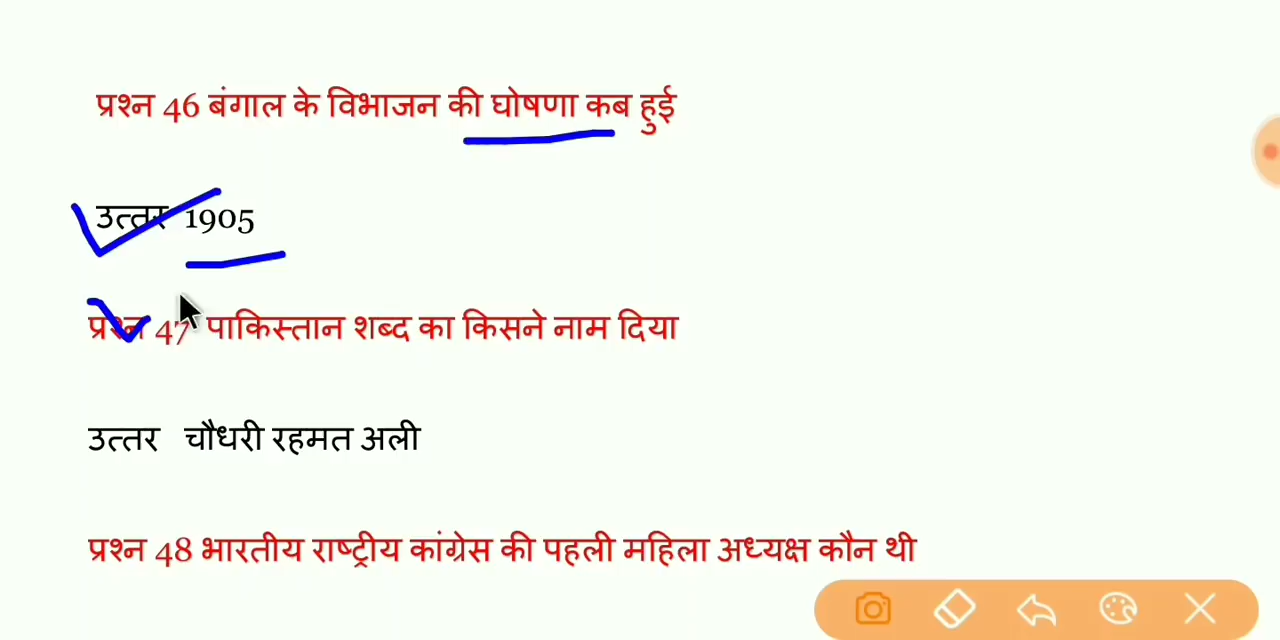 प्रश्न 46 बंगाल के विभाजन की घोषणा कब हुई
उत्तर 1905
प्रश्न 47 पाकिस्तान शब्द का किसने नाम दिया
उत्तर चौधरी रहमत अली
प्रश्न 48 भारतीय राष्ट्रीय कांग्रेस की पहली महिला अध्यक्ष कौन थी